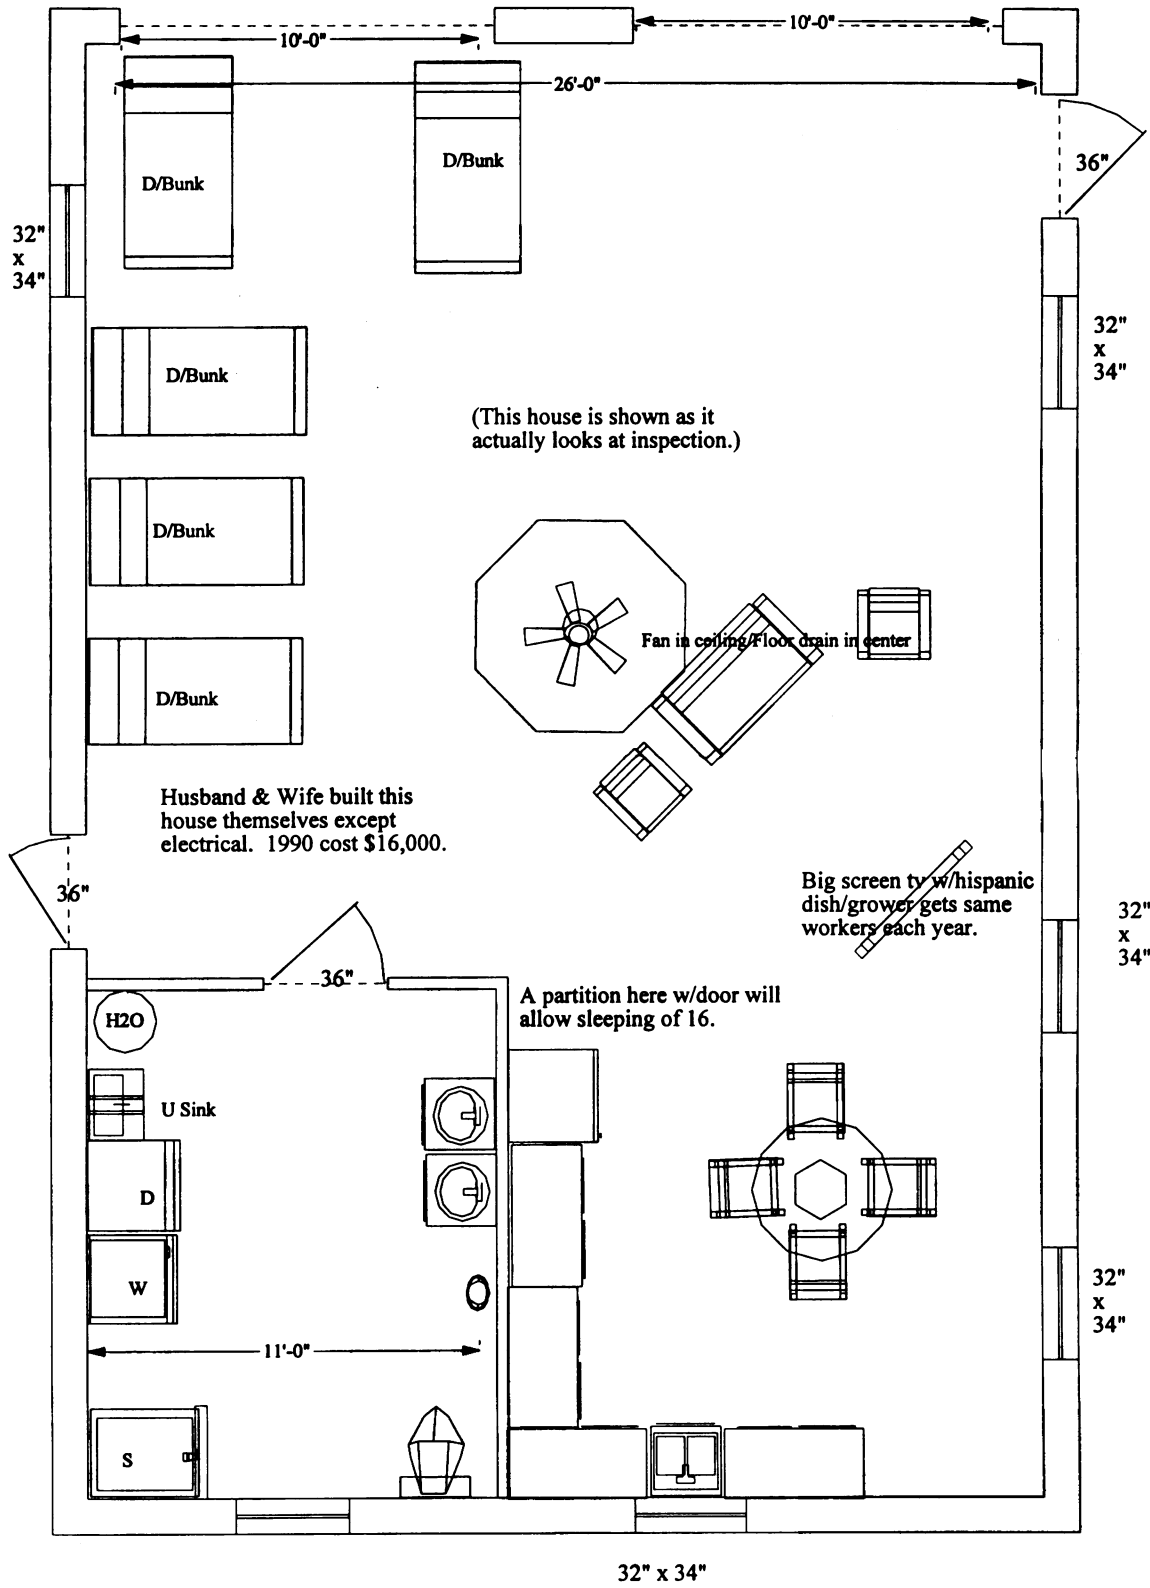 10'-0"
10'-0"
26'-0"
36"
D/Bunk
D/Bunk
32"
x
34"
32"
x
34"
D/Bunk
(This house is shown as it
actually looks at inspection.)
D/Bunk
Fan in ceiling/Floor drain in center
D/Bunk
Husband & Wife built this
house themselves except
electrical. 1990 cost $16,000.
36"
Big screen tv w/hispanic
dish/grower gets same
workers each year.
32"
x
34"
36"
A partition here w/door will
allow sleeping of 16.
H2O
U Sink
D
W
32"
x
34"
11'-0"
S
32" x 34"